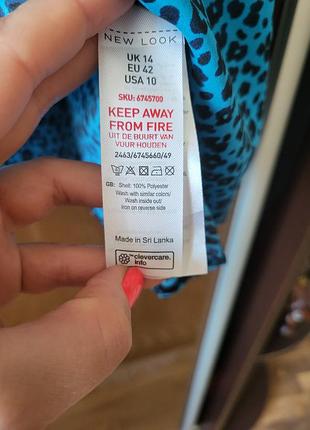 NEW LOOK
UK 14
EU 42
USA 10
SKU: 6745700
KEEP AWAY
FROM FIRE
UIT DE BUURT VAN
VUUR HOUDEN
2463/6745660/49
GB: Shell: 100% Polyester
Wash with similar colors/
Wash inside out/
Iron on reverse side
Made in Sri Lanka
clevercare.
info